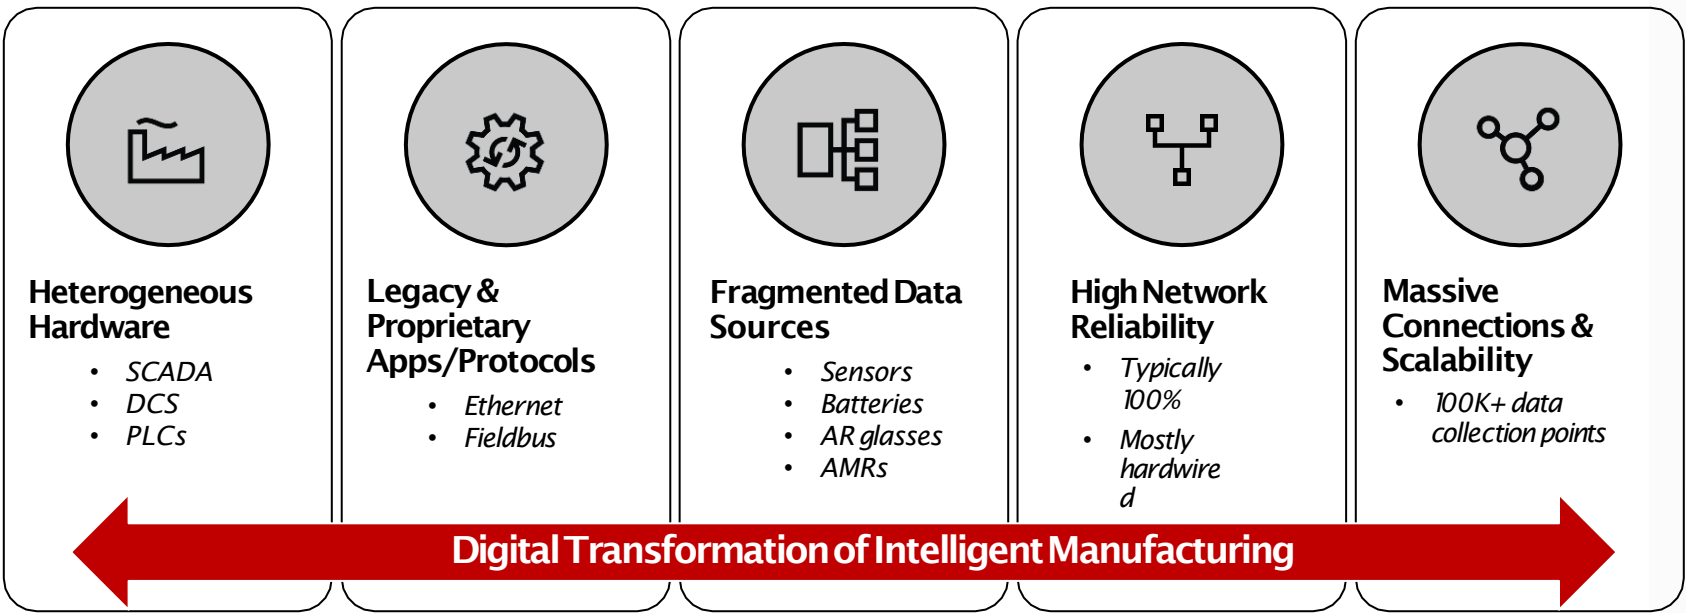 Heterogeneous
Hardware
• SCADA
• DCS
• PLCs
Legacy &
Proprietary
Apps/Protocols
• Ethernet
• Fieldbus
Fragmented Data
Sources
• Sensors
• Batteries
• AR glasses
• AMRs
High Network
Reliability
• Typically
100%
• Mostly
hardwire
d
Massive
Connections &
Scalability
• 100K+ data
collection points
Digital Transformation of Intelligent Manufacturing